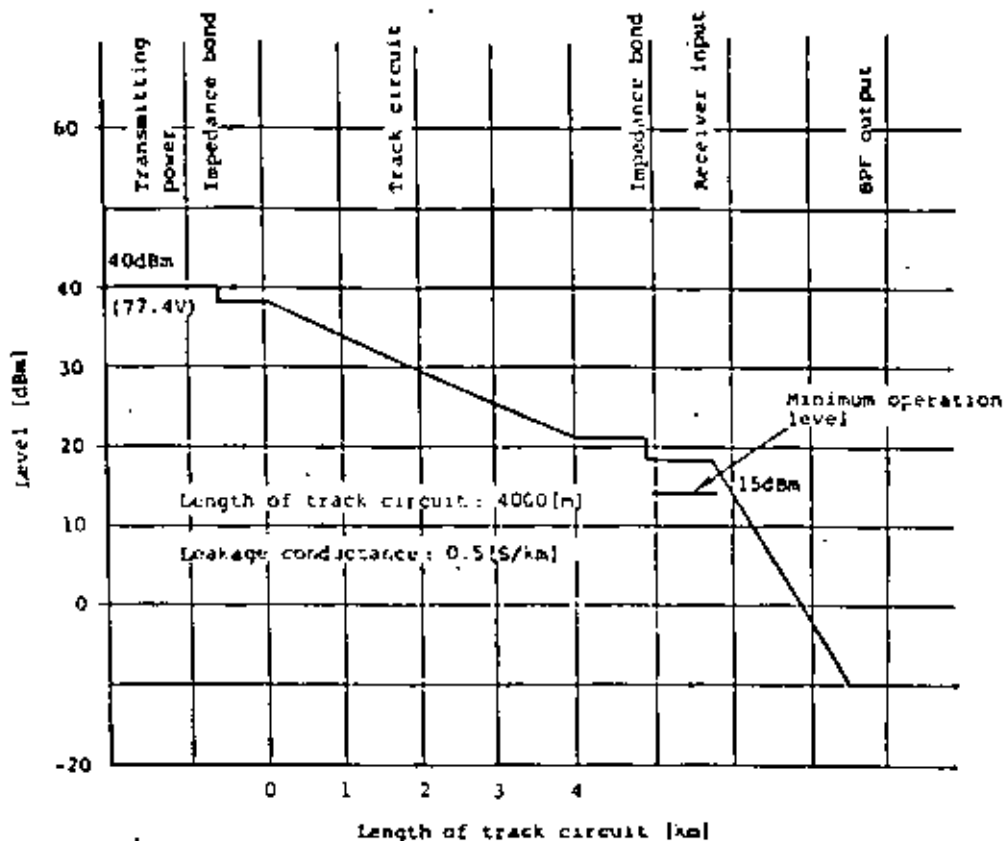 Transmitting
power
Impedance bond
Track circuit
Impedance bond
Receiver input
BPF output
60
40dBm
40
(77.4V)
30
Minimum operation
level
20
15dBm
Length of track circuit: 4000[m]
10
Leakage conductance: 0.5[S/km]
0
-20
Level [dBm]
0 1 2 3 4
Length of track circuit [km]